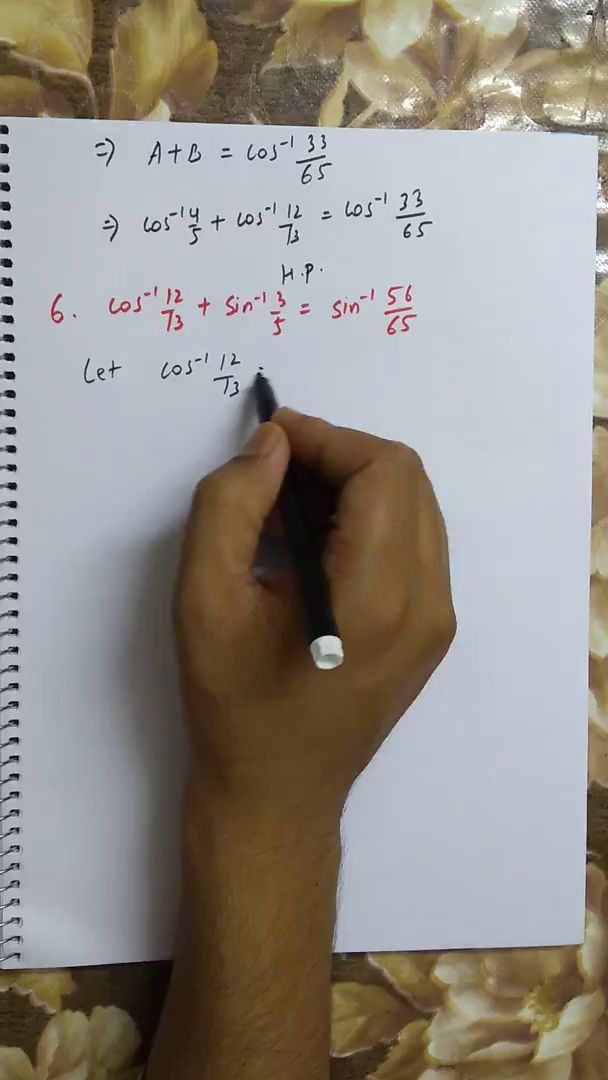 => A+B = cos⁻¹ 33/65
=> cos⁻¹ 4/5 + cos⁻¹ 12/13 = cos⁻¹ 33/65
H.P.
6. cos⁻¹ 12/13 + sin⁻¹ 3/5 = sin⁻¹ 56/65
Let cos⁻¹ 12/13 =